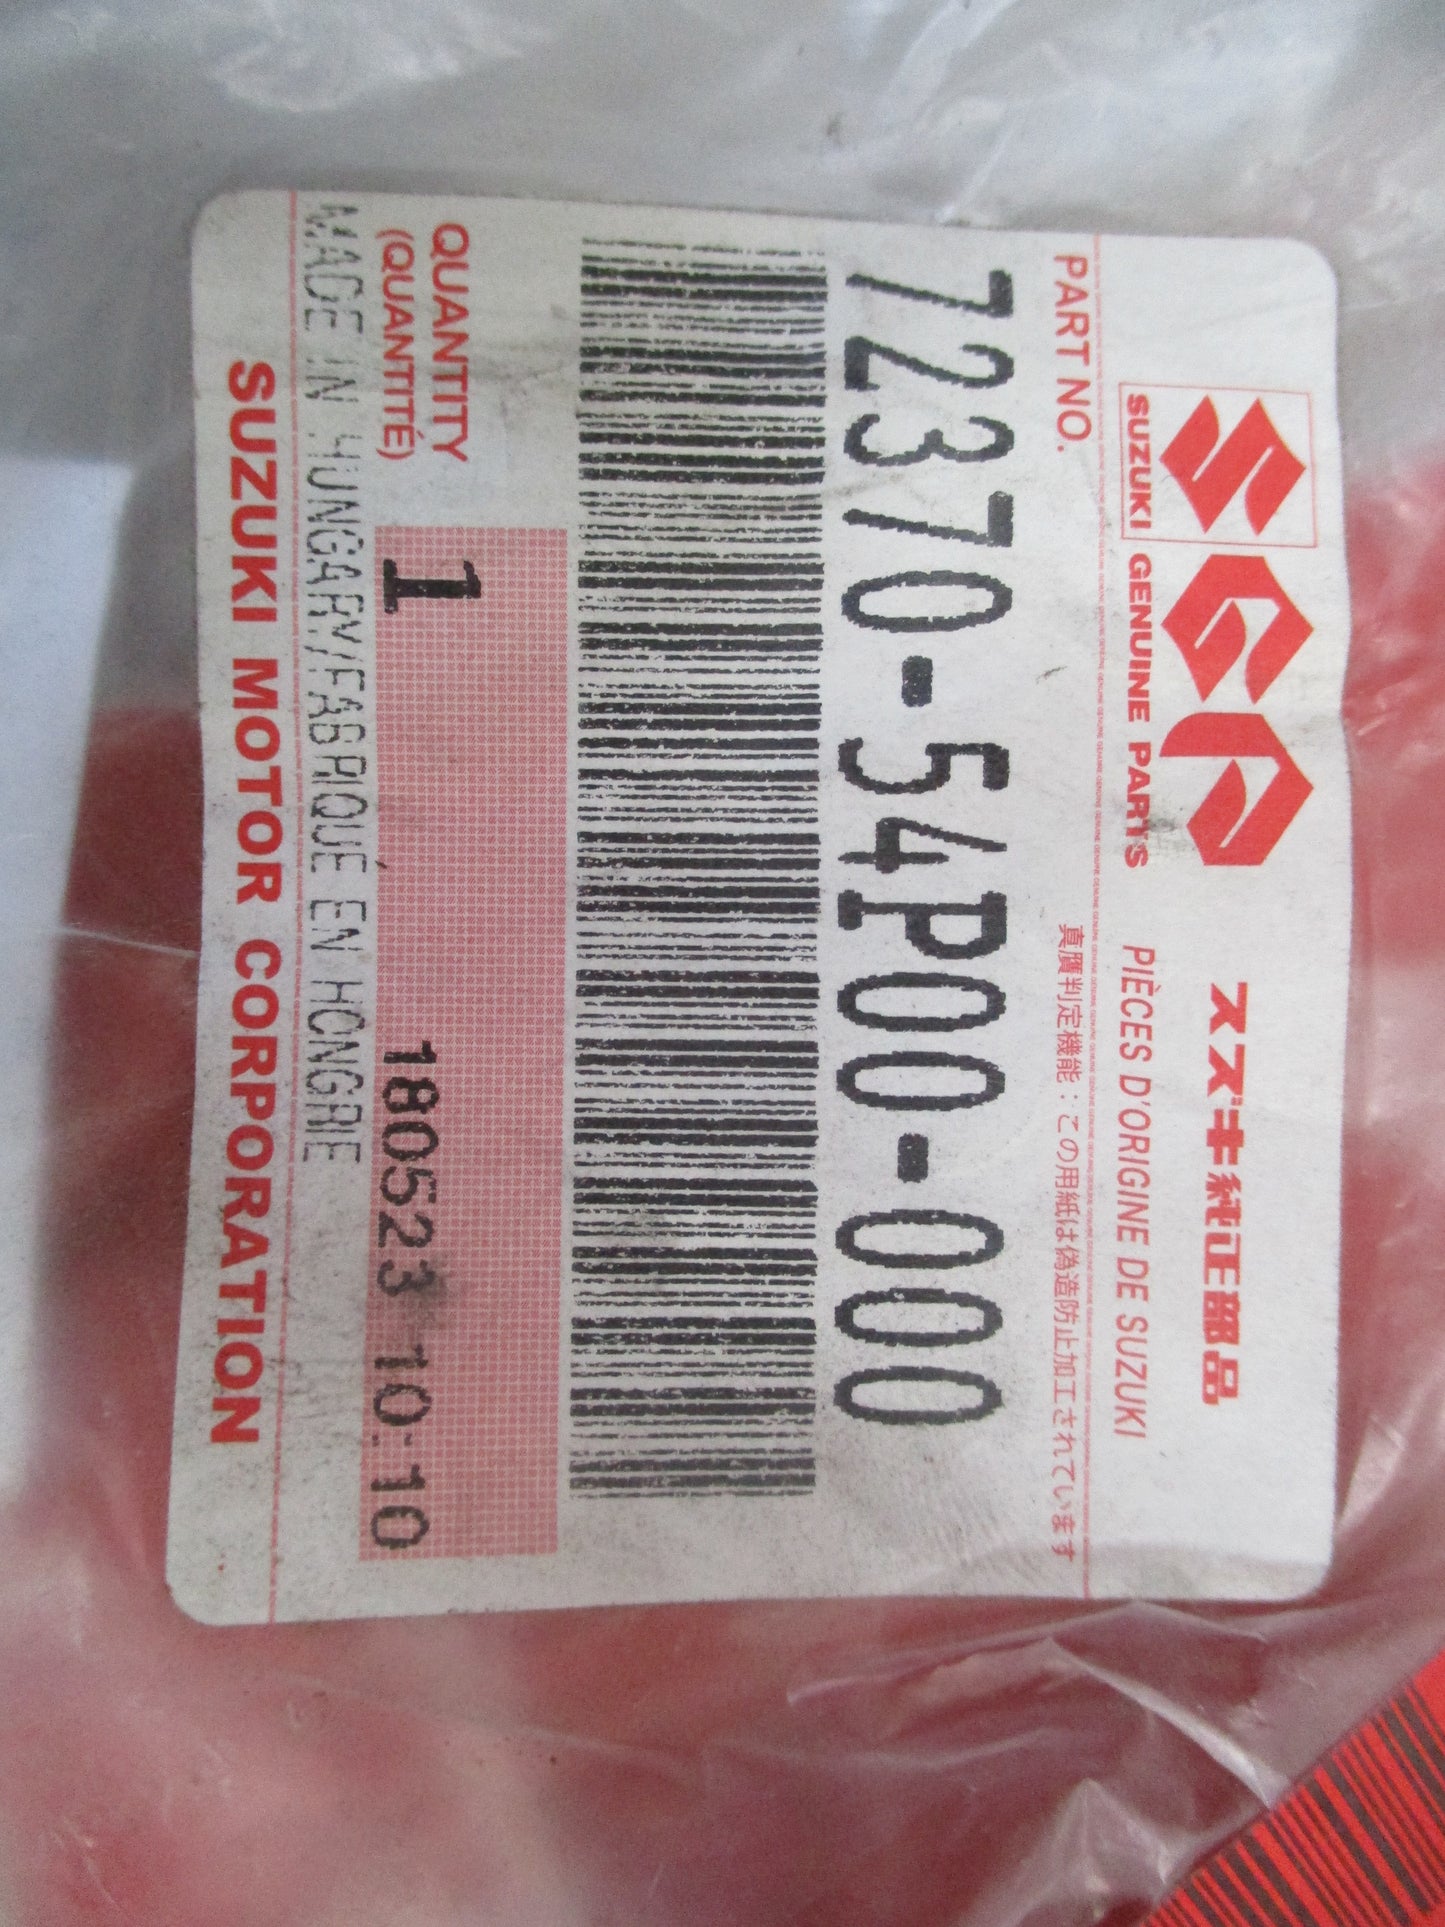 SUZUKI GENUINE PARTS
スズキ純正部品
PIÈCES D'ORIGINE DE SUZUKI
PART NO.
真贋判定機能:この用紙は偽造防止加工されています
72370-54P00-000
QUANTITY
(QUANTITÉ)
1
180523 10:10
MADE IN HUNGARY/FABRIQUÉ EN HONGRIE
SUZUKI MOTOR CORPORATION